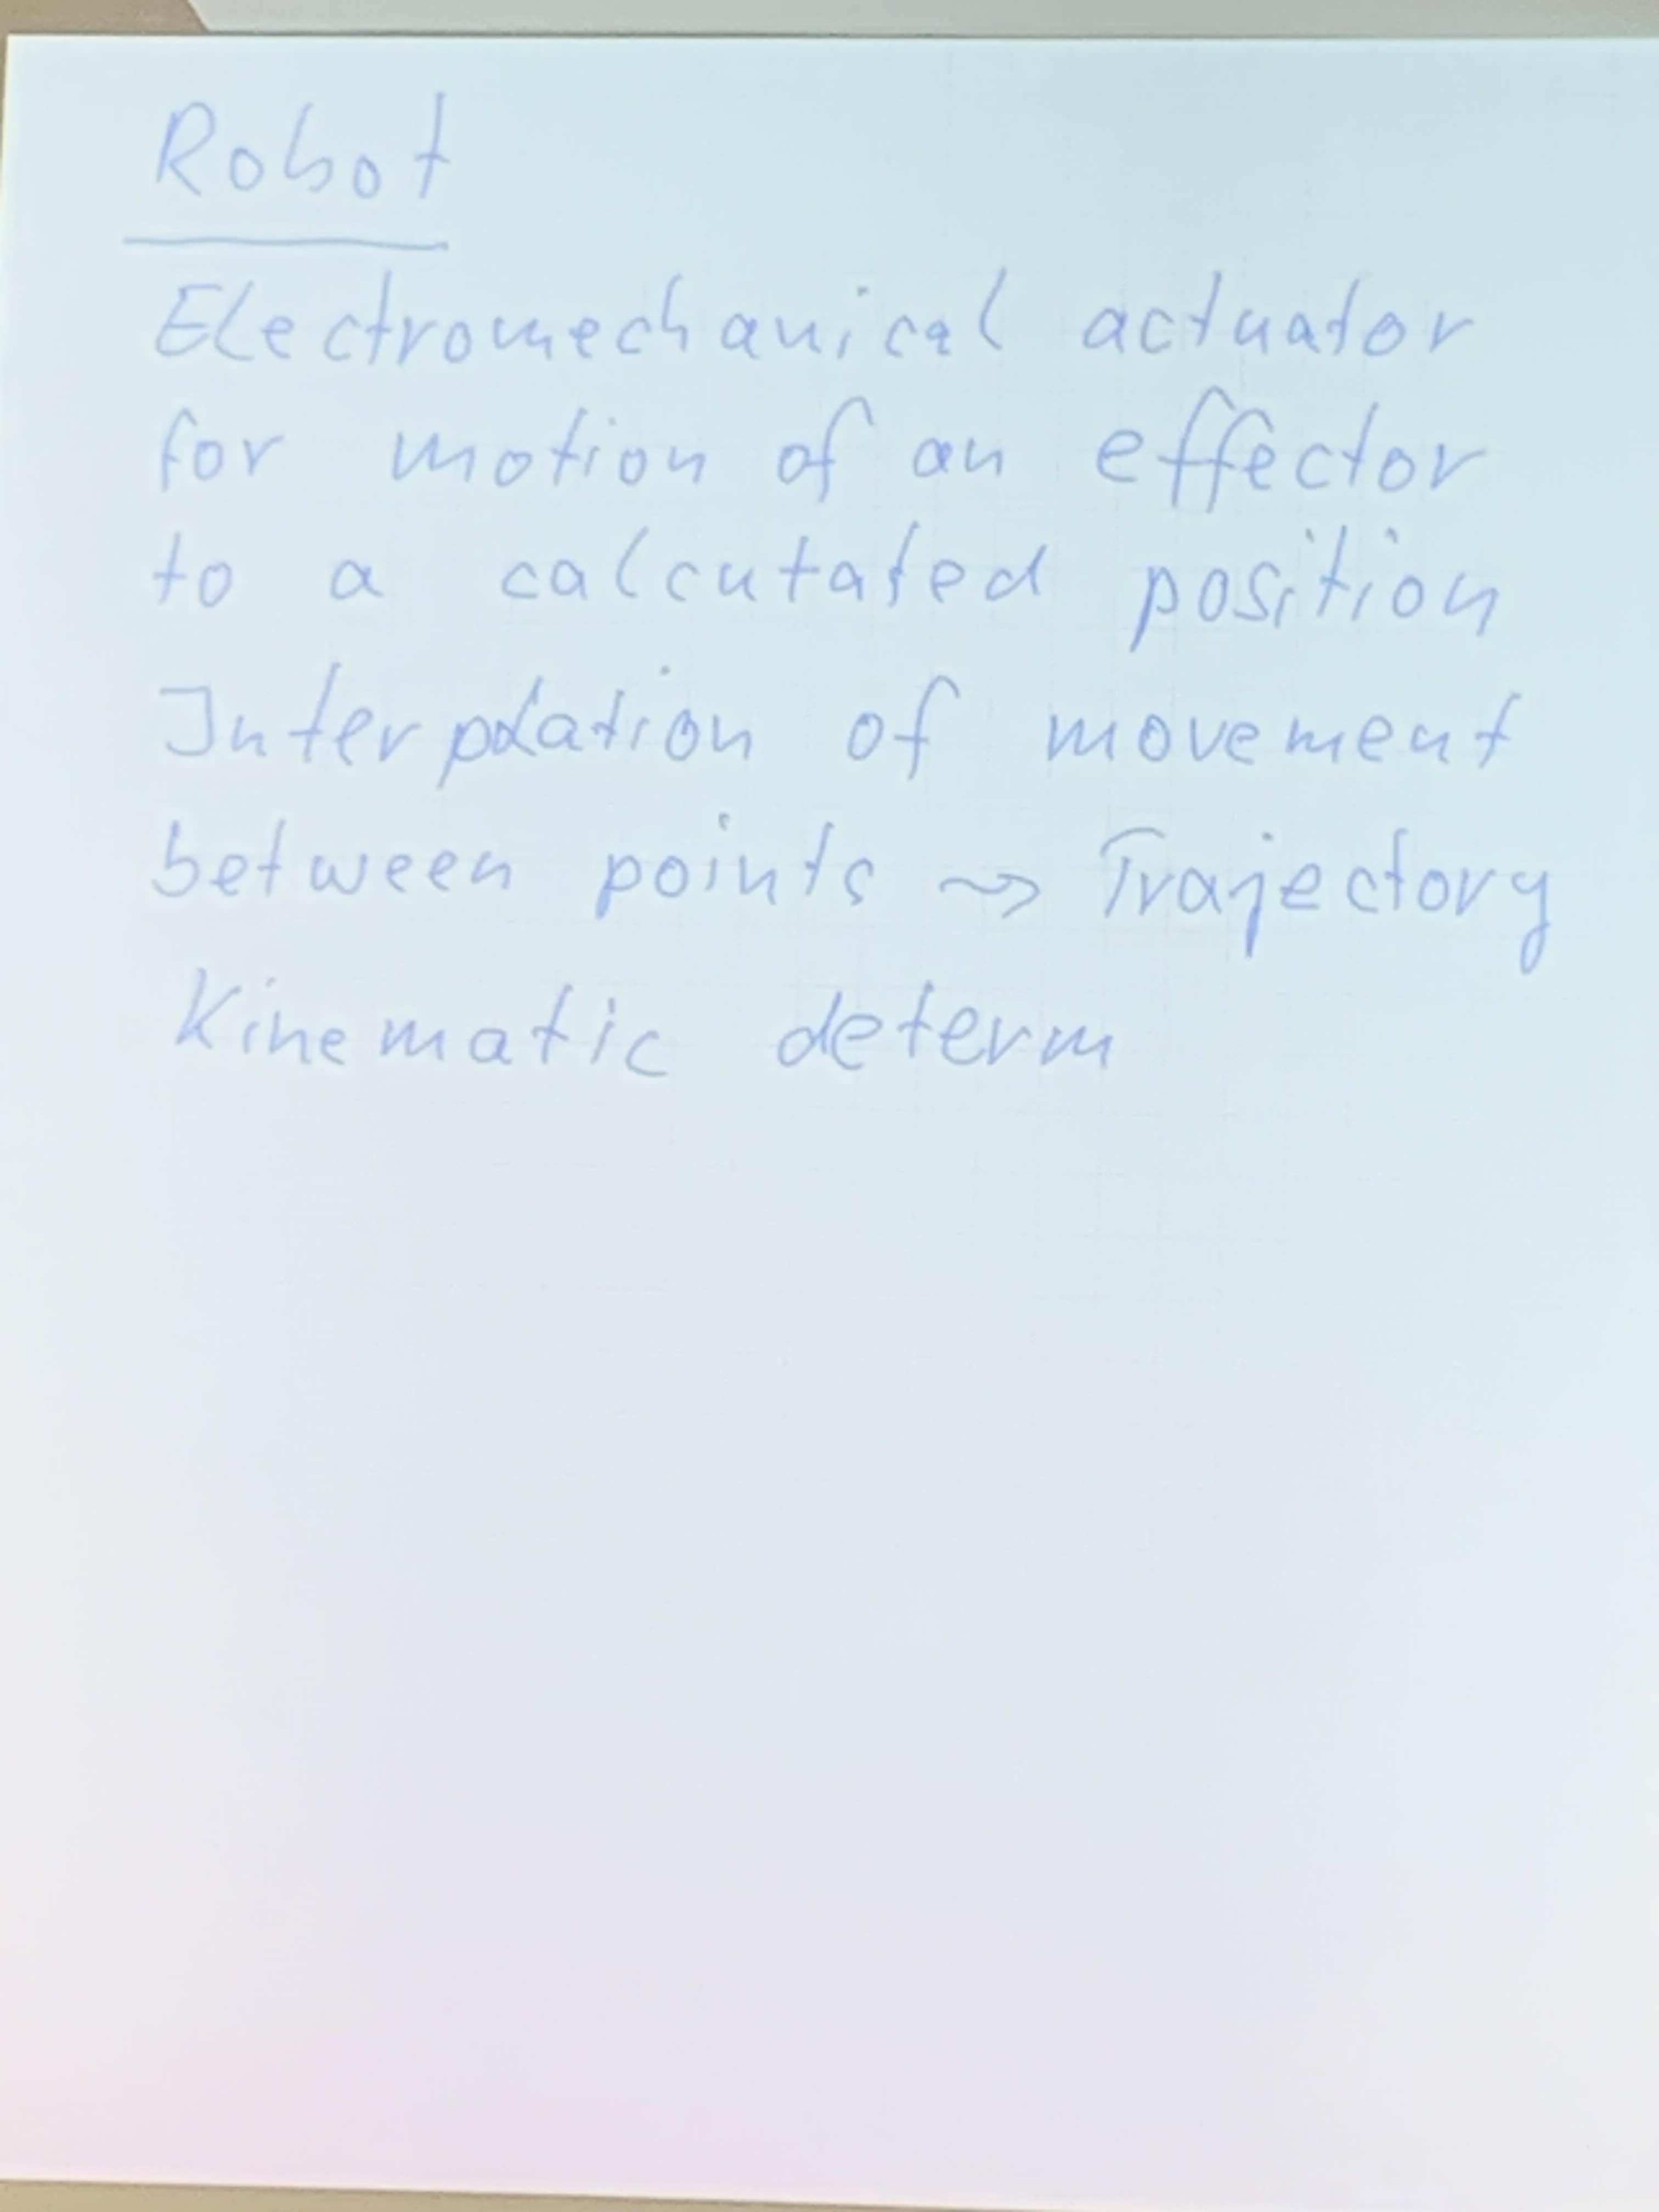 Robot
Electromechanical actuator
for motion of an effector
to a calcutated position
Interpolation of movement
between points ⇝ Trajectory
Kinematic determ